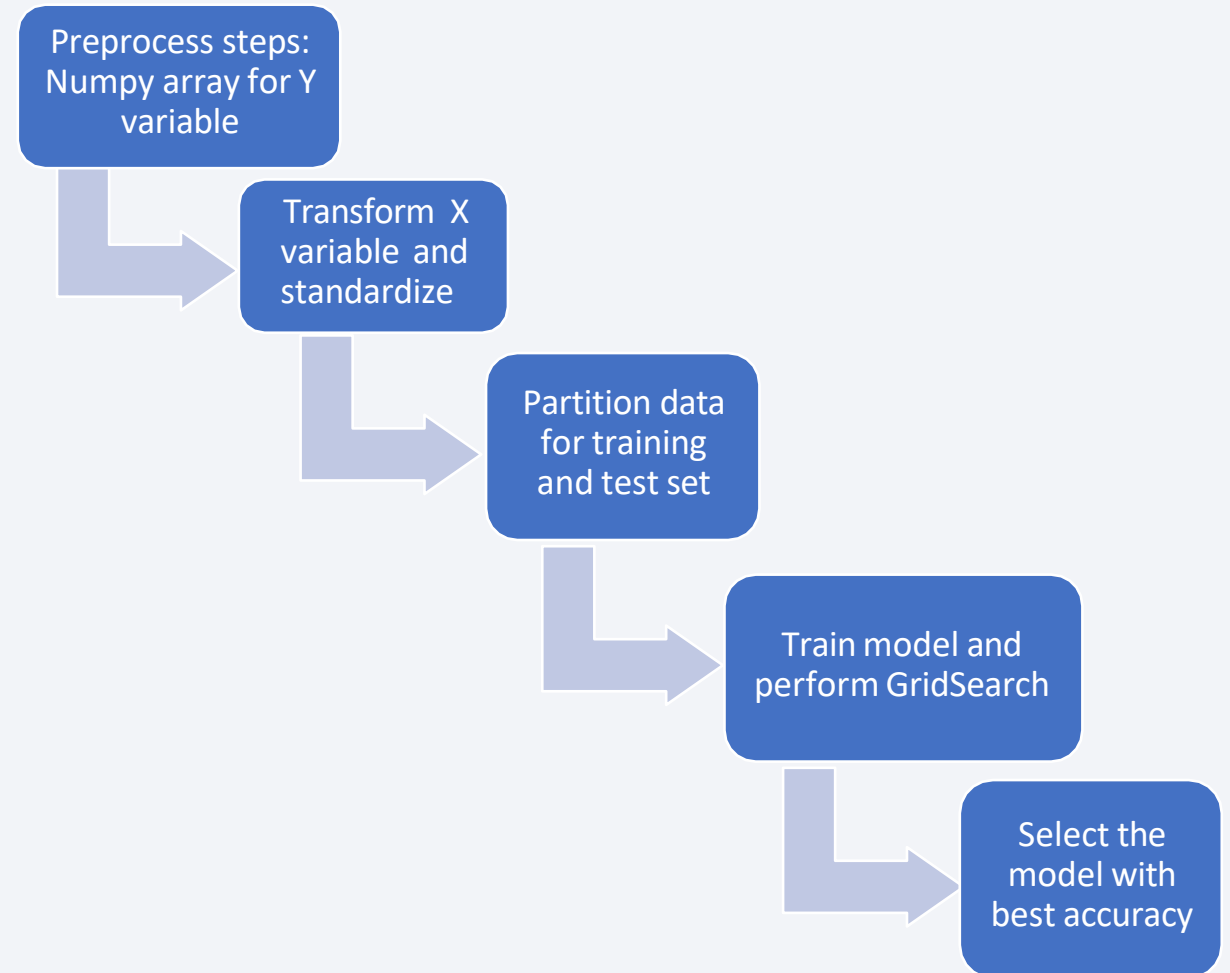 Preprocess steps:
Numpy array for Y
variable
Transform X
variable and
standardize
Partition data
for training
and test set
Train model and
perform GridSearch
Select the
model with
best accuracy